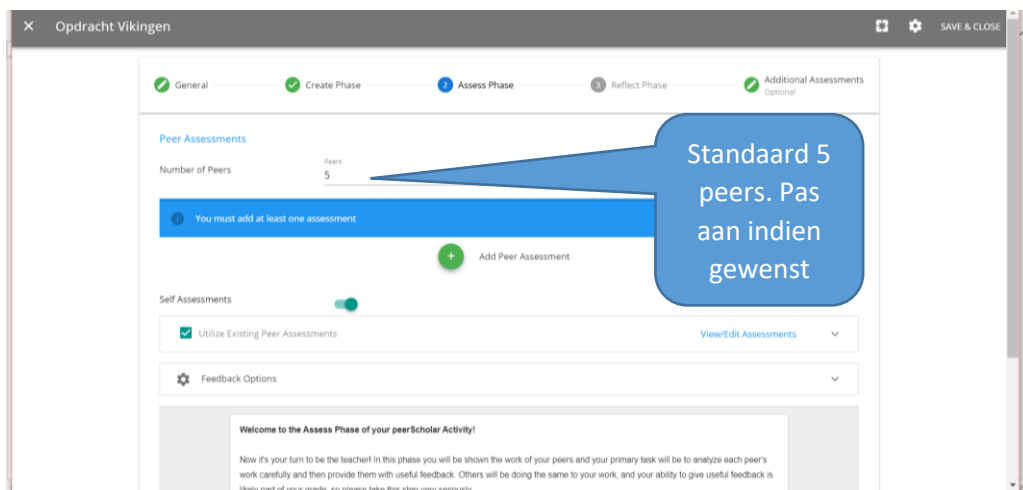 × Opdracht Vikingen SAVE & CLOSE
General Create Phase 2 Assess Phase 3 Reflect Phase Additional Assessments
Optional
Peer Assessments
Number of Peers
Peers
5
Standaard 5
peers. Pas
aan indien
gewenst
You must add at least one assessment
+ Add Peer Assessment
Self Assessments
Utilize Existing Peer Assessments View/Edit Assessments
Feedback Options
Welcome to the Assess Phase of your peerScholar Activity!
Now it's your turn to be the teacher! In this phase you will be shown the work of your peers and your primary task will be to analyze each peer's
work carefully and then provide them with useful feedback. Others will be doing the same to your work, and your ability to give useful feedback is
likely part of your grade, so please take this step very seriously.